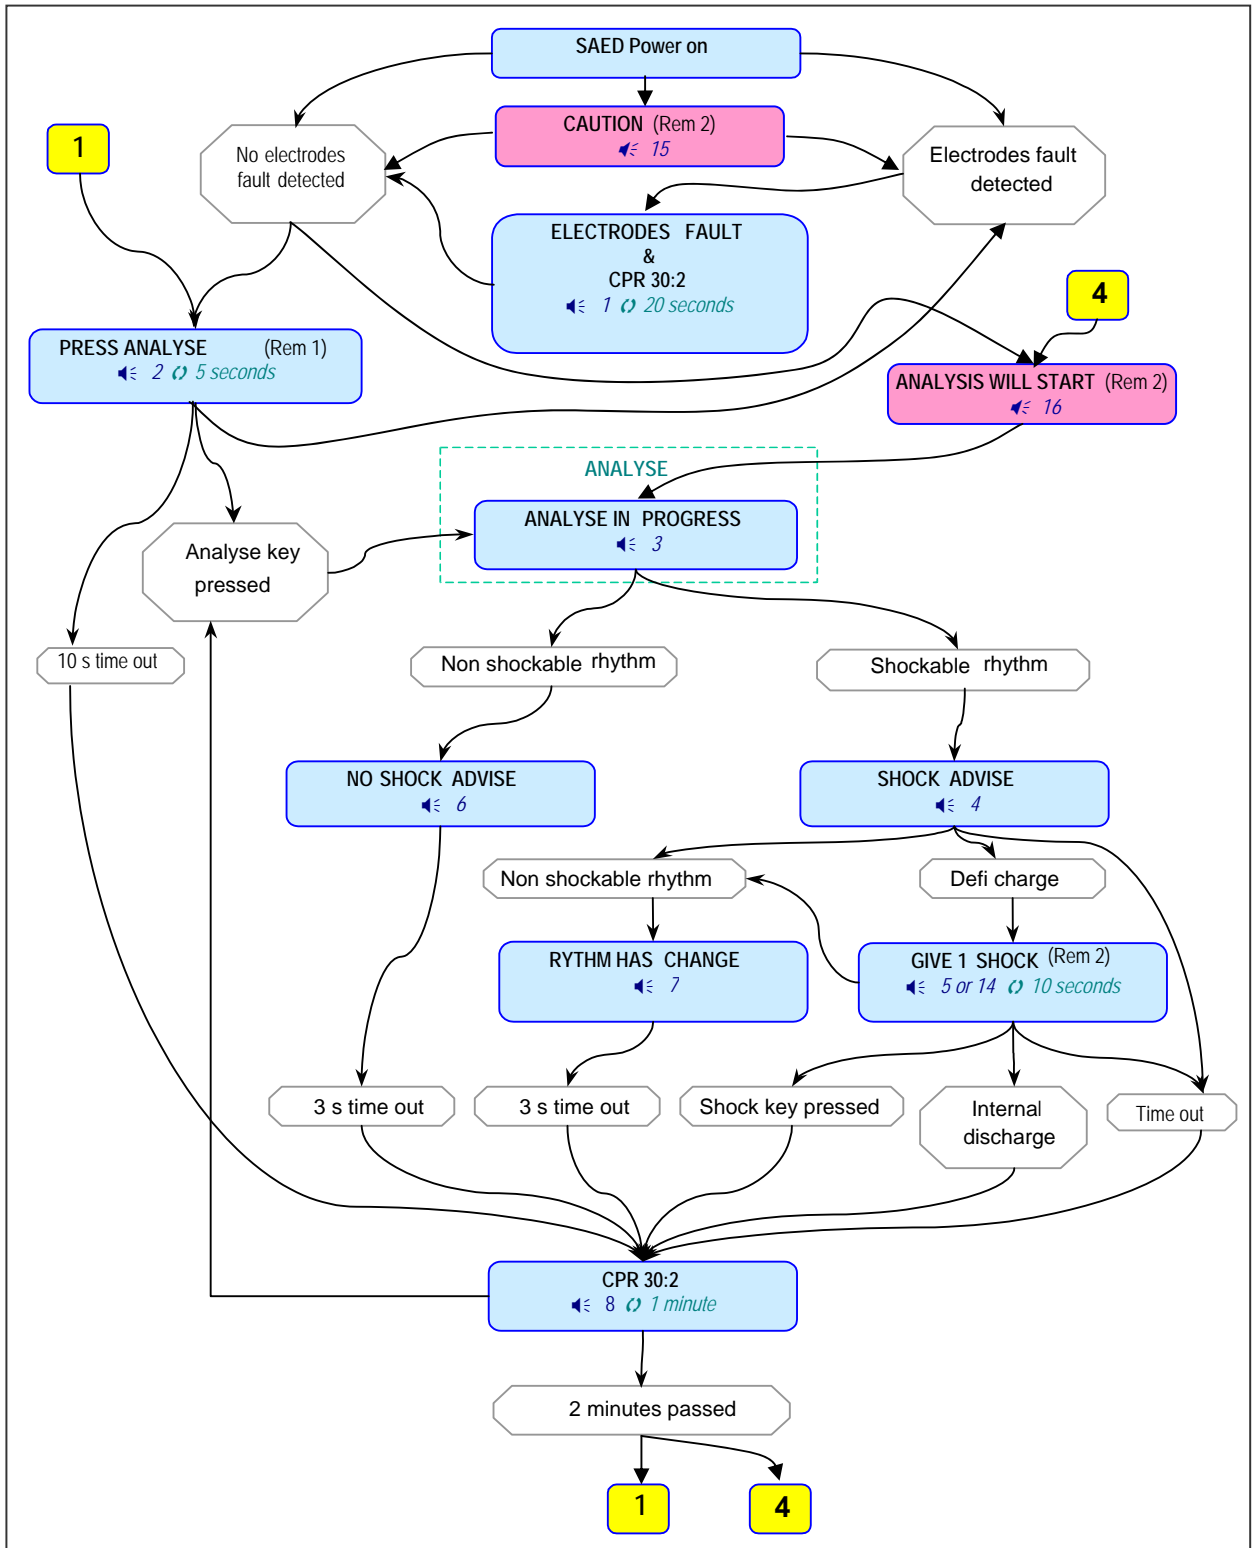 SAED Power on
CAUTION (Rem 2)
15
1
No electrodes
fault detected
Electrodes fault
detected
ELECTRODES FAULT
&
CPR 30:2
1 20 seconds
4
PRESS ANALYSE (Rem 1)
2 5 seconds
ANALYSIS WILL START (Rem 2)
16
ANALYSE
ANALYSE IN PROGRESS
3
Analyse key
pressed
10 s time out
Non shockable rhythm
Shockable rhythm
NO SHOCK ADVISE
6
SHOCK ADVISE
4
Non shockable rhythm
Defi charge
RYTHM HAS CHANGE
7
GIVE 1 SHOCK (Rem 2)
5 or 14 10 seconds
3 s time out
3 s time out
Shock key pressed
Internal
discharge
Time out
CPR 30:2
8 1 minute
2 minutes passed
1
4